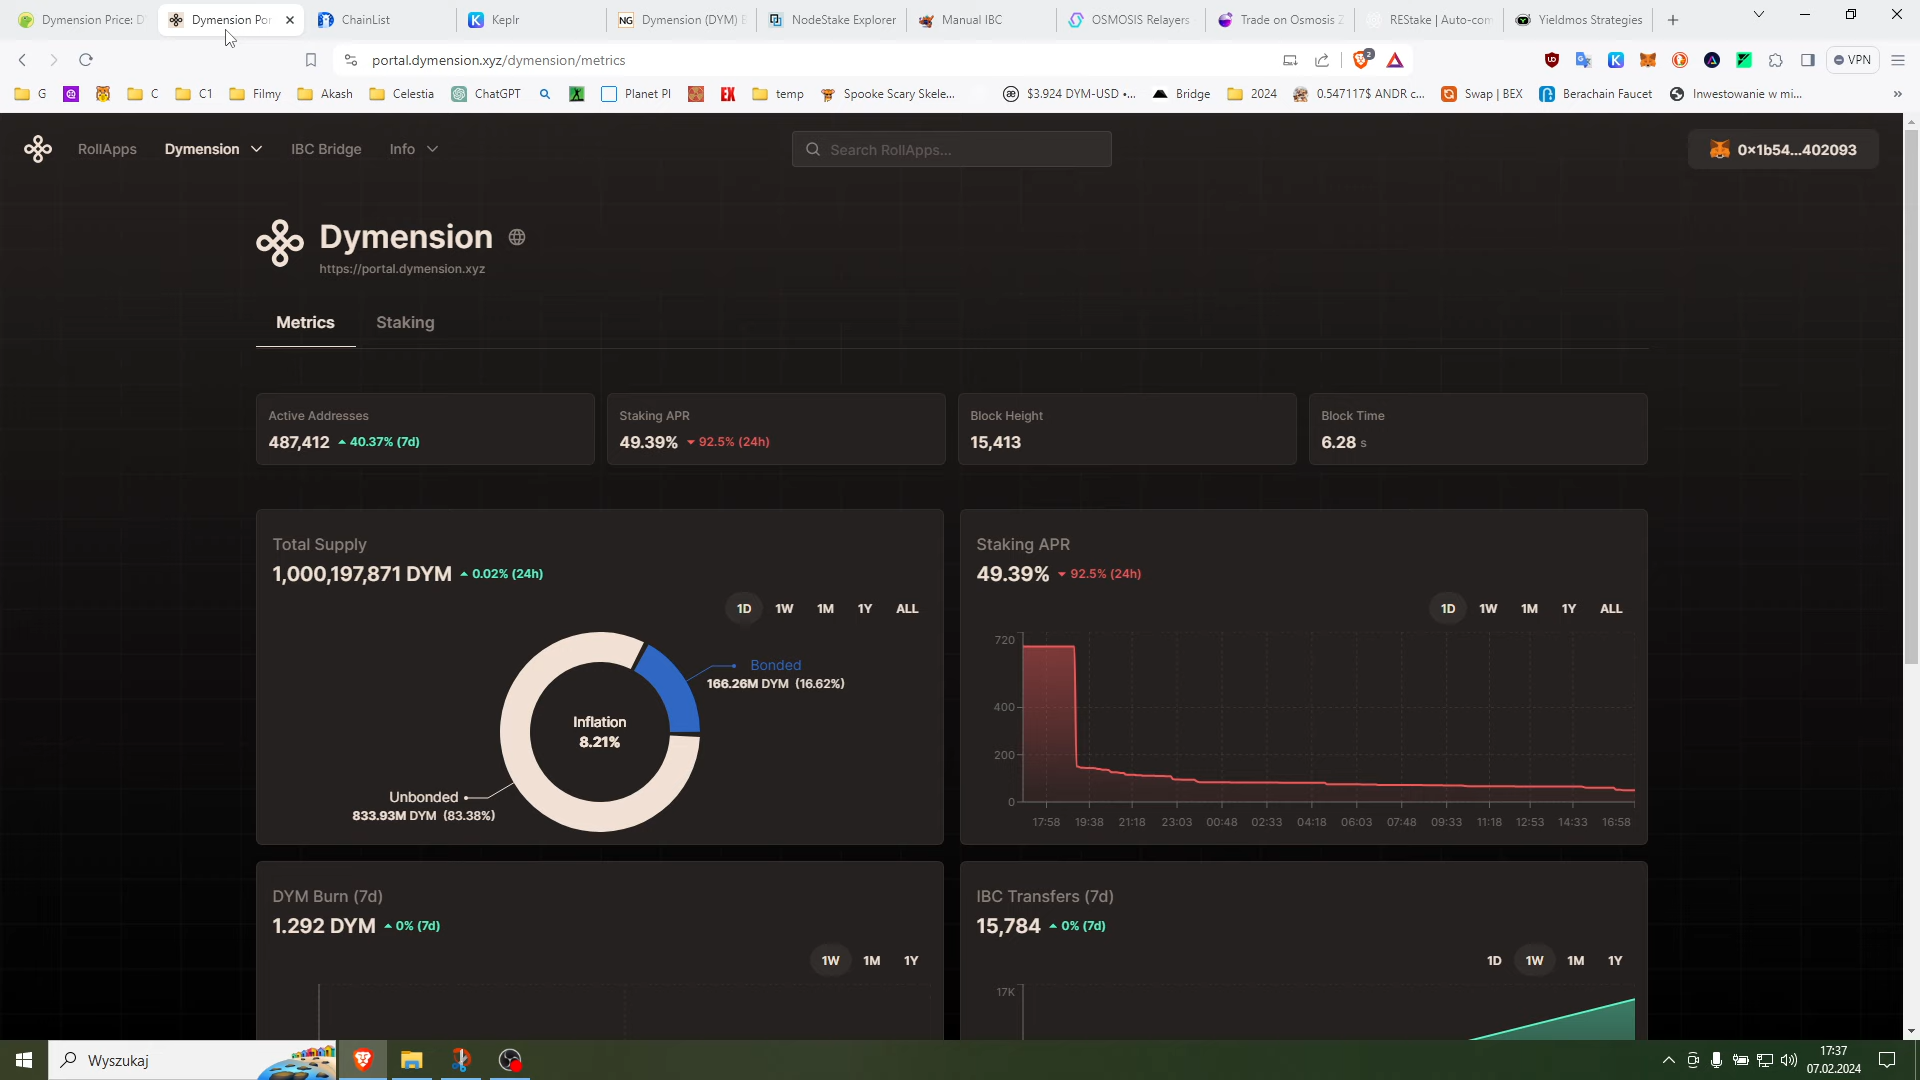 Dymension Price: D
Dymension Por
ChainList
Keplr
Dymension (DYM) E
NodeStake Explorer
Manual IBC
OSMOSIS Relayers
Trade on Osmosis Z
REStake | Auto-com
Yieldmos Strategies
portal.dymension.xyz/dymension/metrics
2
VPN
G
C
C1
Filmy
Akash
Celestia
ChatGPT
Planet PI
EX
temp
Spooke Scary Skele...
$3.924 DYM-USD •...
Bridge
2024
0.547117$ ANDR c...
Swap | BEX
Berachain Faucet
Inwestowanie w mi...
RollApps
Dymension
IBC Bridge
Info
Search RollApps...
0×1b54...402093
Dymension
https://portal.dymension.xyz
Metrics
Staking
Active Addresses
487,412 40.37% (7d)
Staking APR
49.39% 92.5% (24h)
Block Height
15,413
Block Time
6.28 s
Total Supply
1,000,197,871 DYM 0.02% (24h)
1D 1W 1M 1Y ALL
Bonded
166.26M DYM (16.62%)
Inflation
8.21%
Unbonded
833.93M DYM (83.38%)
Staking APR
49.39% 92.5% (24h)
1D 1W 1M 1Y ALL
720
400
200
0
17:58 19:38 21:18 23:03 00:48 02:33 04:18 06:03 07:48 09:33 11:18 12:53 14:33 16:58
DYM Burn (7d)
1.292 DYM 0% (7d)
1W 1M 1Y
IBC Transfers (7d)
15,784 0% (7d)
1D 1W 1M 1Y
17K
Wyszukaj
17:37
07.02.2024